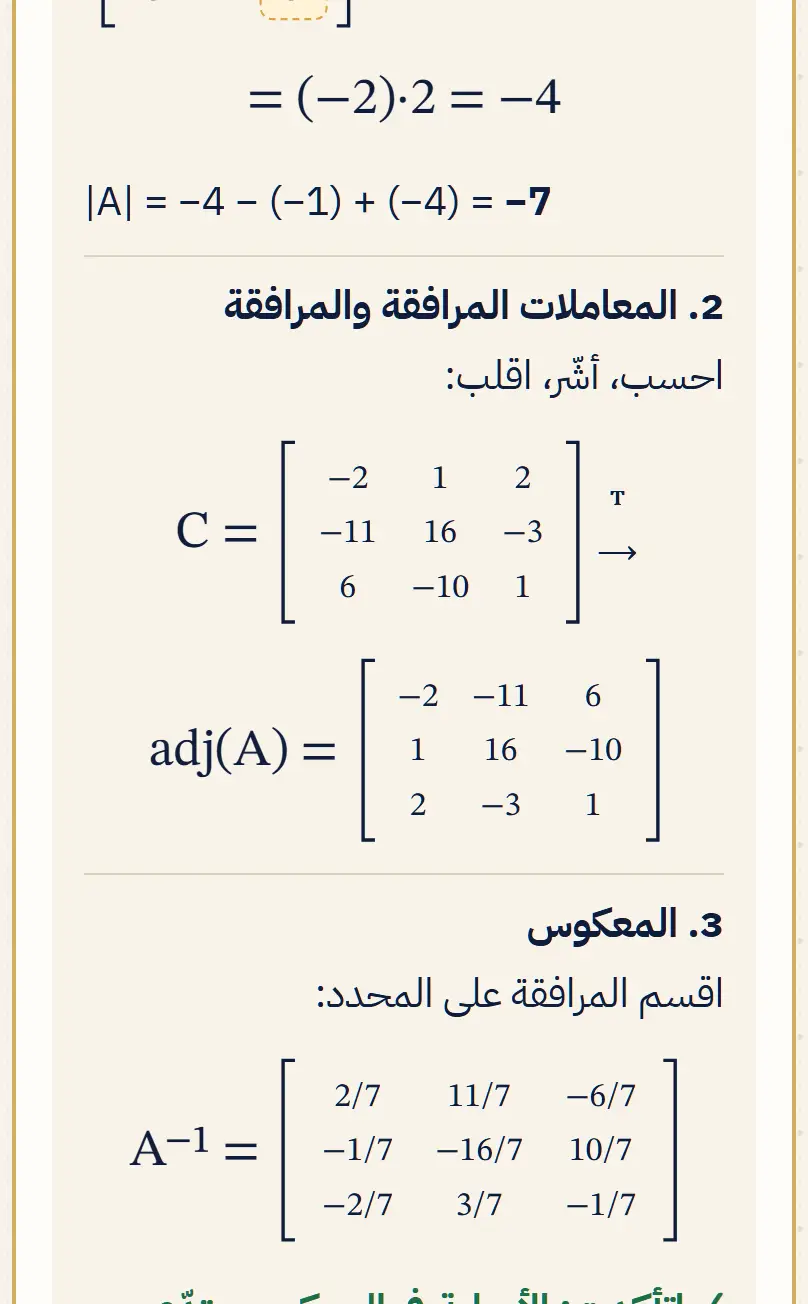 = (−2)·2 = −4
|A| = −4 − (−1) + (−4) = −7
2. المعاملات المرافقة والمرافقة
احسب، أشّر، اقلب:
C = [ −2 1 2
−11 16 −3
6 −10 1 ] T →
adj(A) = [ −2 −11 6
1 16 −10
2 −3 1 ]
3. المعكوس
اقسم المرافقة على المحدد:
A⁻¹ = [ 2/7 11/7 −6/7
−1/7 −16/7 10/7
−2/7 3/7 −1/7 ]